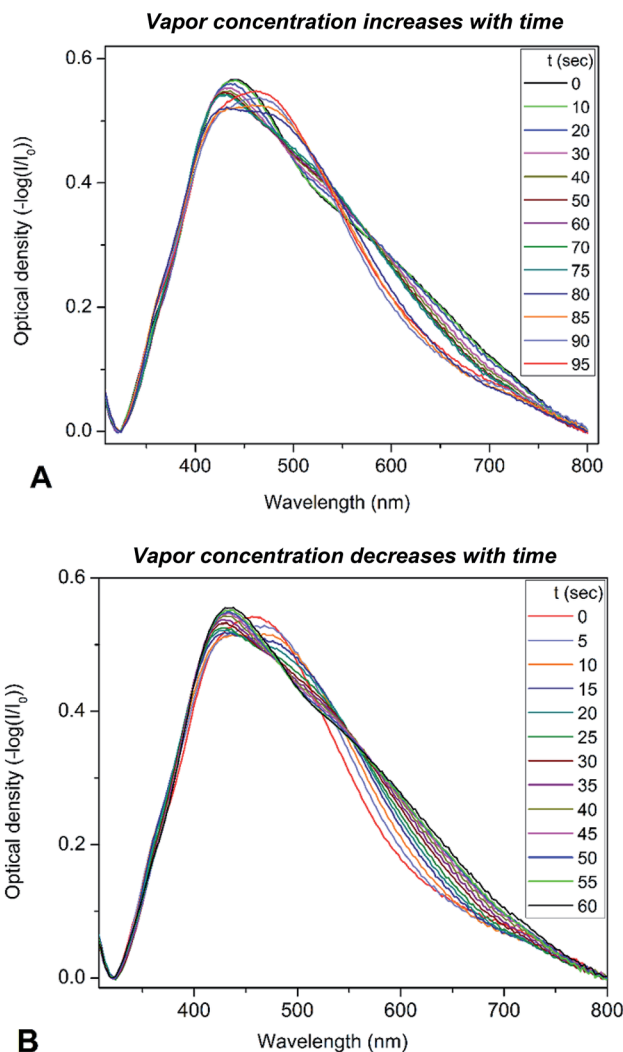 Vapor concentration increases with time
0.6
0.4
0.2
0.0
Optical density (-log(I/I0))
t (sec)
0
10
20
30
40
50
60
70
75
80
85
90
95
400 500 600 700 800
Wavelength (nm)
A
Vapor concentration decreases with time
0.6
0.4
0.2
0.0
Optical density (-log(I/I0))
t (sec)
0
5
10
15
20
25
30
35
40
45
50
55
60
400 500 600 700 800
Wavelength (nm)
B